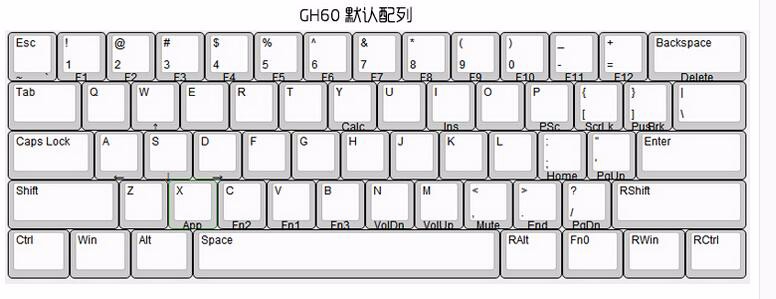 GH60 默认配列
Esc ! @ # $ % ^ & * ( ) _ + Backspace
1 2 3 4 5 6 7 8 9 0 - =
~ ` F1 F2 F3 F4 F5 F6 F7 F8 F9 F10 F11 F12 Delete
Tab Q W E R T Y U I O P { } |
[ ] \
↑ Calc Ins PSc ScrLk PusBrk
Caps Lock A S D F G H J K L : " Enter
; '
← ↓ → Home PgUp
Shift Z X C V B N M < > ? RShift
, . /
App Fn2 Fn1 Fn3 VolDn VolUp Mute End PgDn
Ctrl Win Alt Space RAlt Fn0 RWin RCtrl